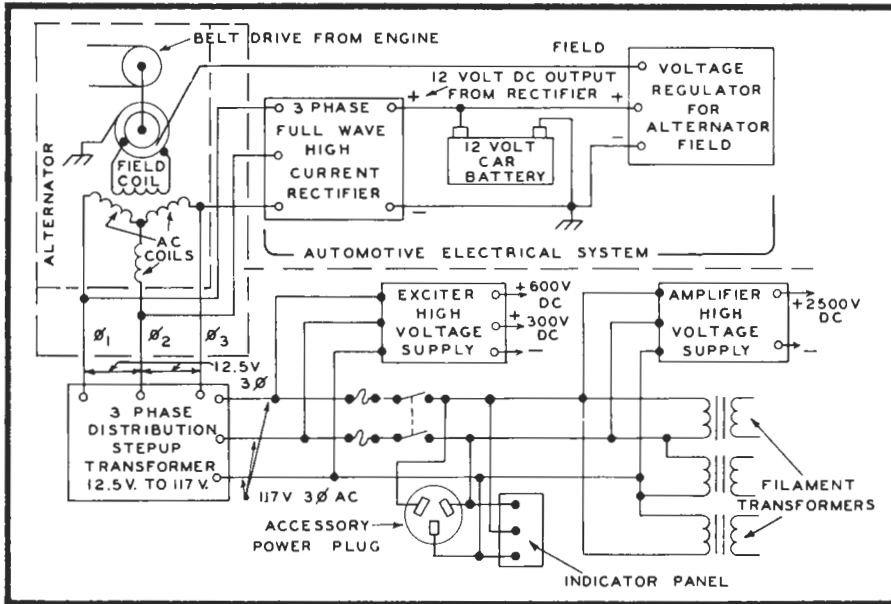 BELT DRIVE FROM ENGINE
FIELD
12 VOLT DC OUTPUT
FROM RECTIFIER
+
+
VOLTAGE
REGULATOR
FOR
ALTERNATOR
FIELD
-
3 PHASE
FULL WAVE
HIGH
CURRENT
RECTIFIER
-
12 VOLT
CAR
BATTERY
FIELD
COIL
ALTERNATOR
AC
COILS
AUTOMOTIVE ELECTRICAL SYSTEM
Ø1
Ø2
Ø3
12.5V
3Ø
EXCITER
HIGH
VOLTAGE
SUPPLY
+600V
DC
+
300V
DC
-
AMPLIFIER
HIGH
VOLTAGE
SUPPLY
+2500V
DC
-
3 PHASE
DISTRIBUTION
STEPUP
TRANSFORMER
12.5V. TO 117 V.
117V 3Ø AC
ACCESSORY
POWER PLUG
INDICATOR PANEL
FILAMENT
TRANSFORMERS